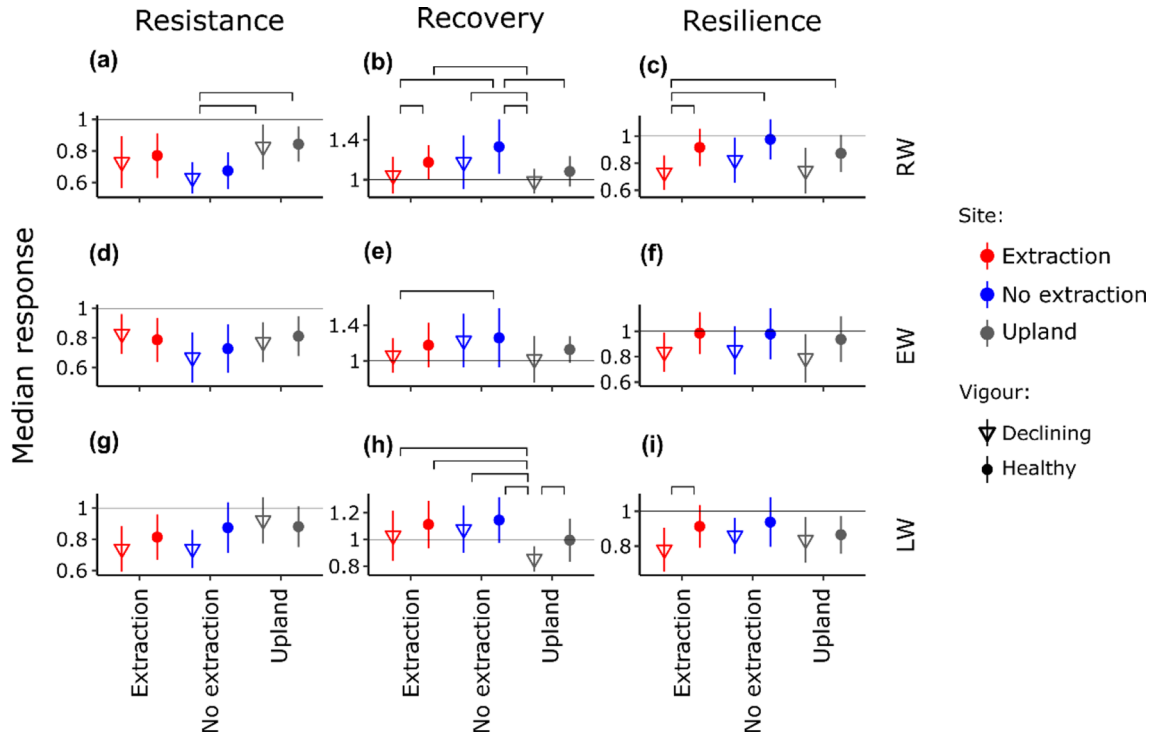 Resistance
Recovery
Resilience
(a)
(b)
(c)
1
0.8
0.6
1.4
1
1
0.8
0.6
RW
(d)
(e)
(f)
1
0.8
0.6
1.4
1
1
0.8
0.6
EW
(g)
(h)
(i)
1
0.8
0.6
1.2
1
0.8
1
0.8
LW
Median response
Extraction
No extraction
Upland
Extraction
No extraction
Upland
Extraction
No extraction
Upland
Site:
Extraction
No extraction
Upland
Vigour:
Declining
Healthy